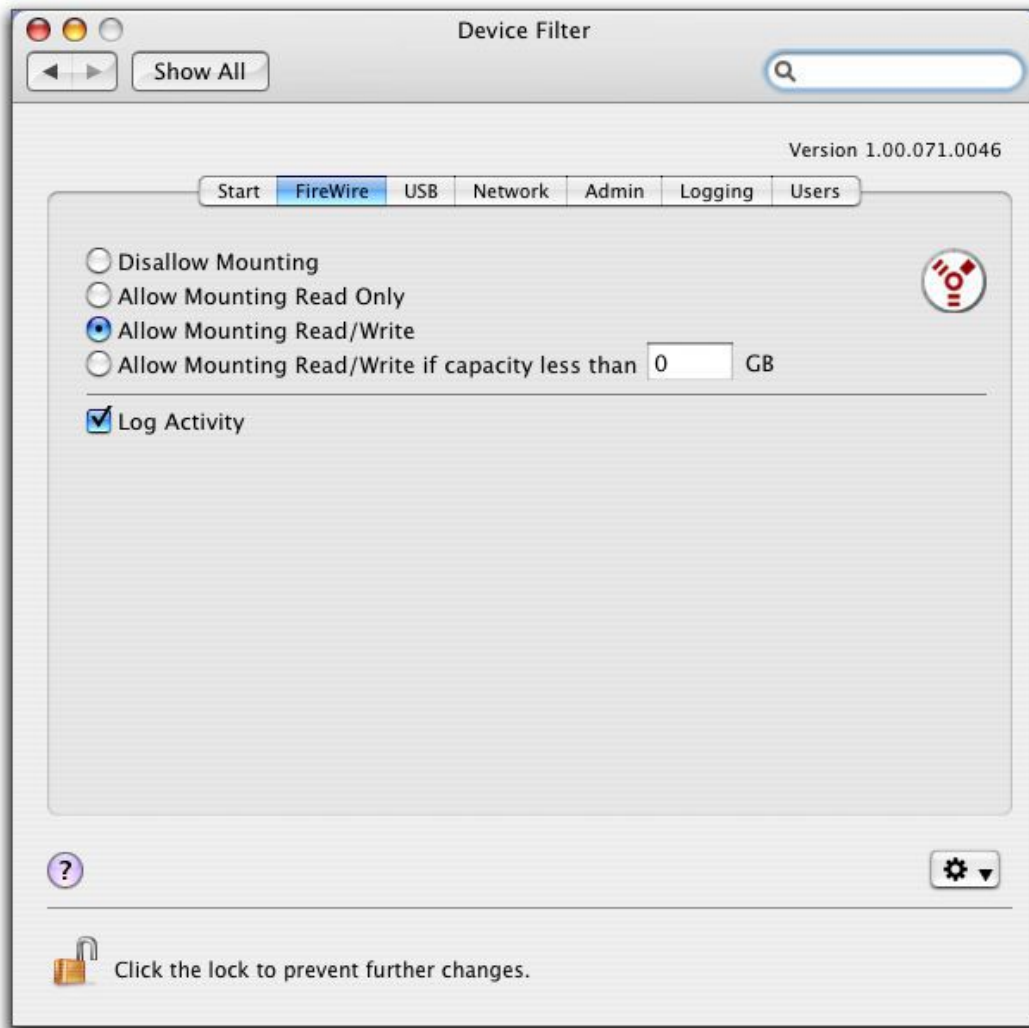 Device Filter
Show All
Version 1.00.071.0046
Start FireWire USB Network Admin Logging Users
Disallow Mounting
Allow Mounting Read Only
Allow Mounting Read/Write
Allow Mounting Read/Write if capacity less than 0 GB
Log Activity
?
Click the lock to prevent further changes.